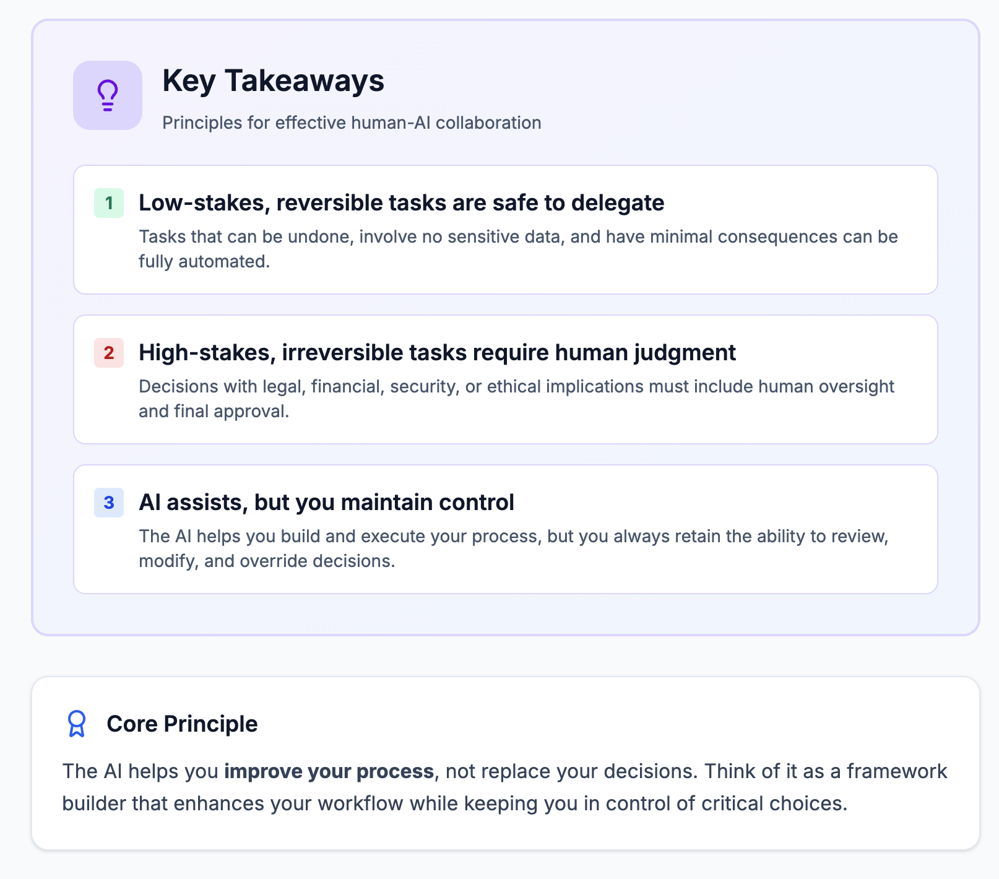 Key Takeaways
Principles for effective human-AI collaboration
1
Low-stakes, reversible tasks are safe to delegate
Tasks that can be undone, involve no sensitive data, and have minimal consequences can be
fully automated.
2
High-stakes, irreversible tasks require human judgment
Decisions with legal, financial, security, or ethical implications must include human oversight
and final approval.
3
AI assists, but you maintain control
The AI helps you build and execute your process, but you always retain the ability to review,
modify, and override decisions.
Core Principle
The AI helps you improve your process, not replace your decisions. Think of it as a framework
builder that enhances your workflow while keeping you in control of critical choices.